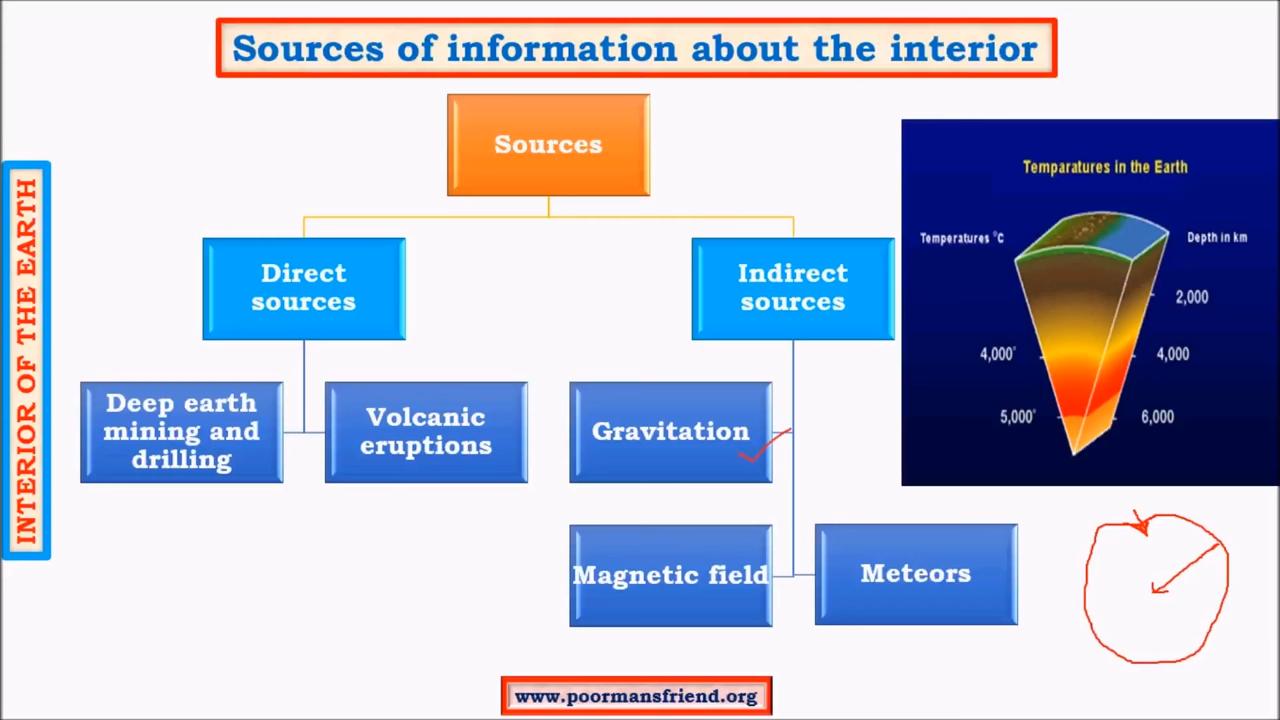 Sources of information about the interior
INTERIOR OF THE EARTH
Sources
Direct
sources
Indirect
sources
Deep earth
mining and
drilling
Volcanic
eruptions
Gravitation
Magnetic field
Meteors
Temparatures in the Earth
Temperatures °C
Depth in km
2,000
4,000°
4,000
5,000°
6,000
www.poormansfriend.org